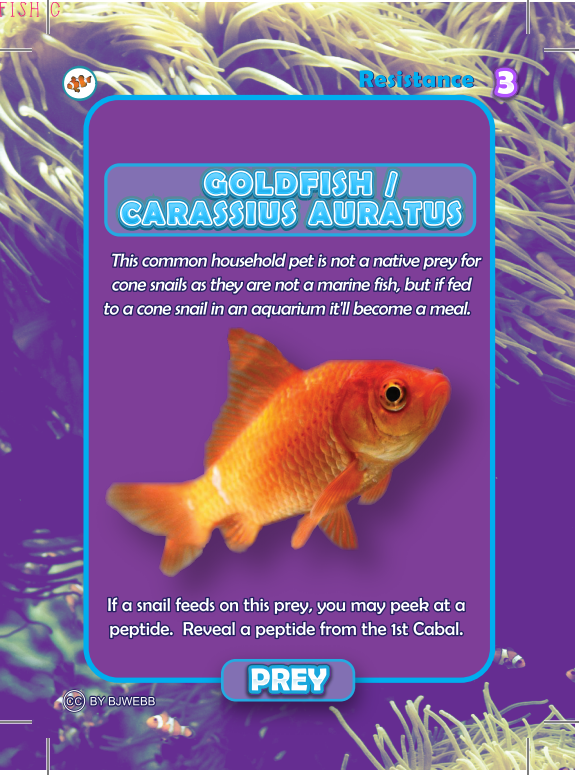 FISH C
Resistance 3
GOLDFISH /
CARASSIUS AURATUS
This common household pet is not a native prey for
cone snails as they are not a marine fish, but if fed
to a cone snail in an aquarium it'll become a meal.
If a snail feeds on this prey, you may peek at a
peptide. Reveal a peptide from the 1st Cabal.
PREY
CC BY BJWEBB